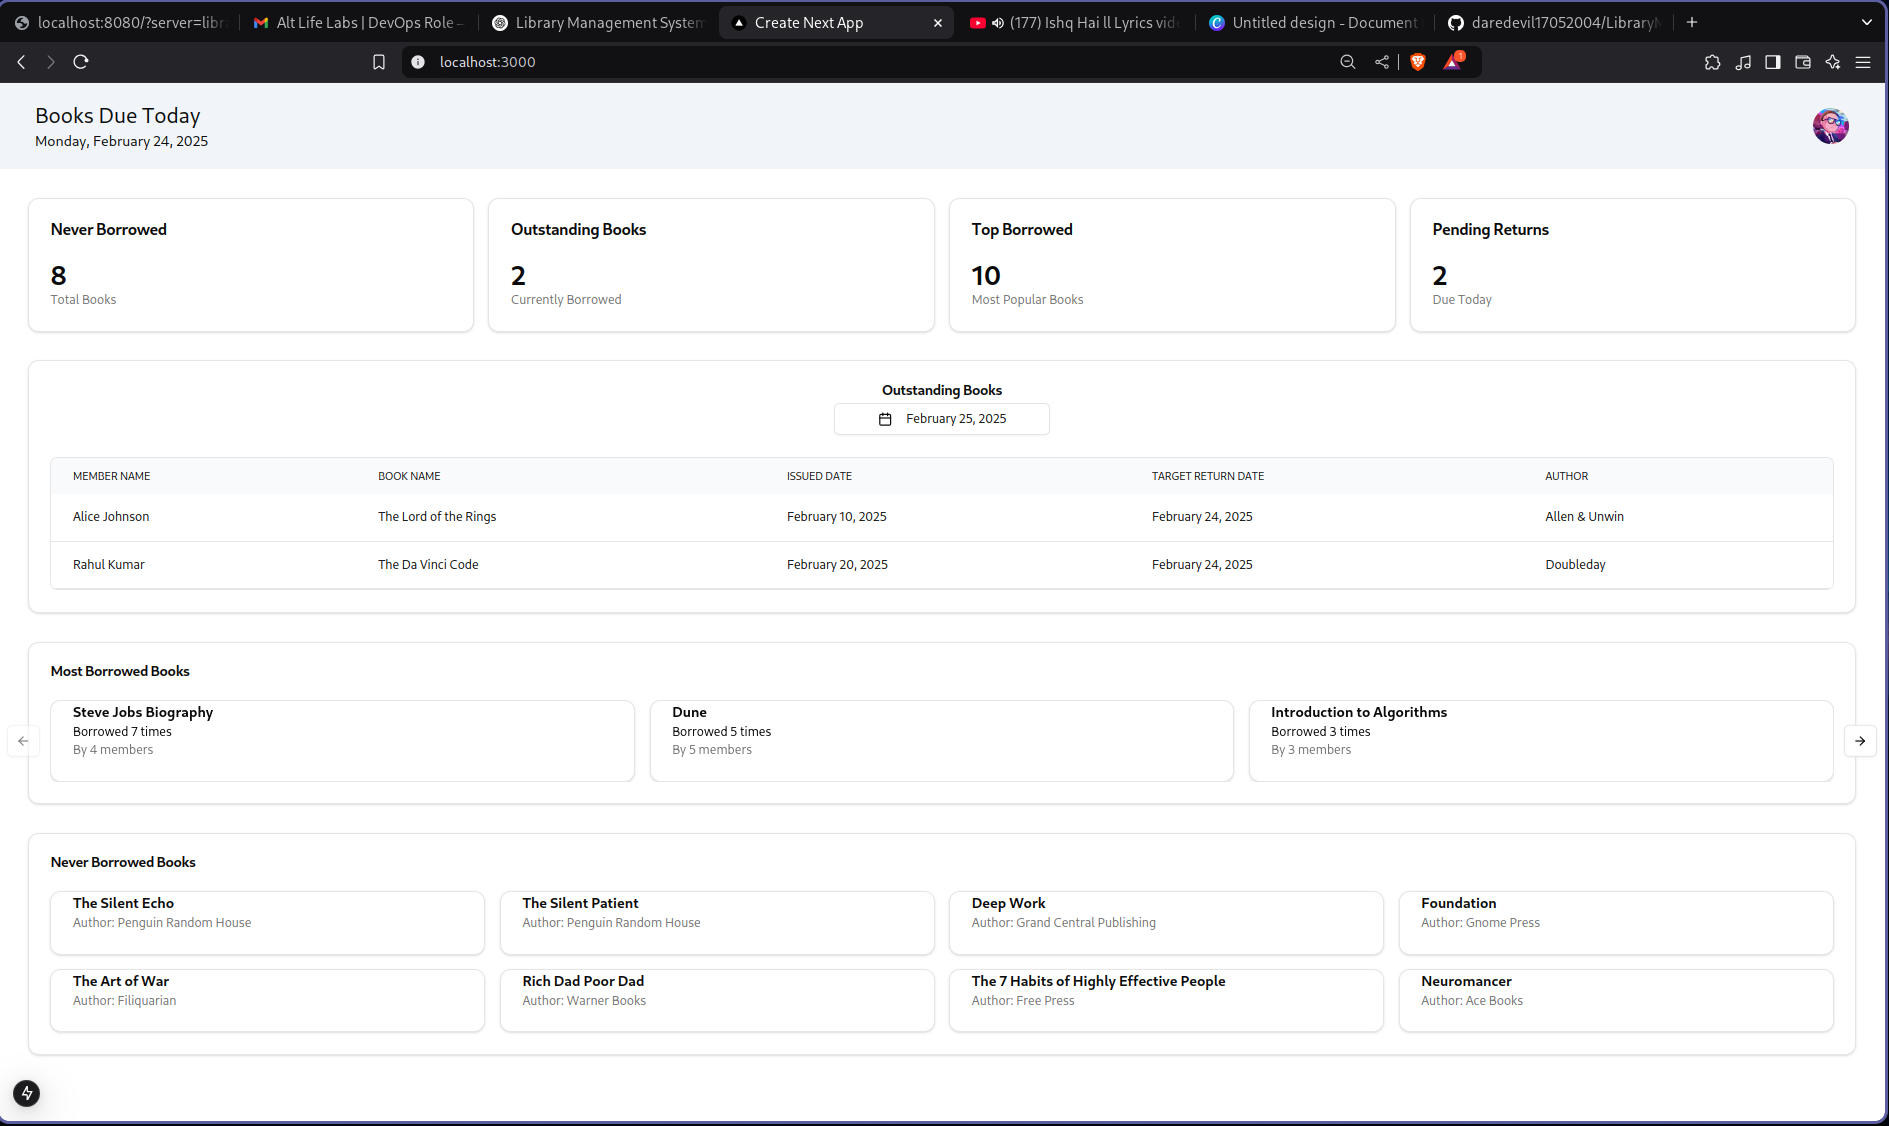 localhost:8080/?server=libr
Alt Life Labs | DevOps Role -
Library Management System
Create Next App
(177) Ishq Hai ll Lyrics vide
Untitled design - Document
daredevil17052004/LibraryM
localhost:3000
1
Books Due Today
Monday, February 24, 2025
Never Borrowed
8
Total Books
Outstanding Books
2
Currently Borrowed
Top Borrowed
10
Most Popular Books
Pending Returns
2
Due Today
Outstanding Books
February 25, 2025
MEMBER NAME BOOK NAME ISSUED DATE TARGET RETURN DATE AUTHOR
Alice Johnson The Lord of the Rings February 10, 2025 February 24, 2025 Allen & Unwin
Rahul Kumar The Da Vinci Code February 20, 2025 February 24, 2025 Doubleday
Most Borrowed Books
Steve Jobs Biography
Borrowed 7 times
By 4 members
Dune
Borrowed 5 times
By 5 members
Introduction to Algorithms
Borrowed 3 times
By 3 members
Never Borrowed Books
The Silent Echo
Author: Penguin Random House
The Silent Patient
Author: Penguin Random House
Deep Work
Author: Grand Central Publishing
Foundation
Author: Gnome Press
The Art of War
Author: Filiquarian
Rich Dad Poor Dad
Author: Warner Books
The 7 Habits of Highly Effective People
Author: Free Press
Neuromancer
Author: Ace Books